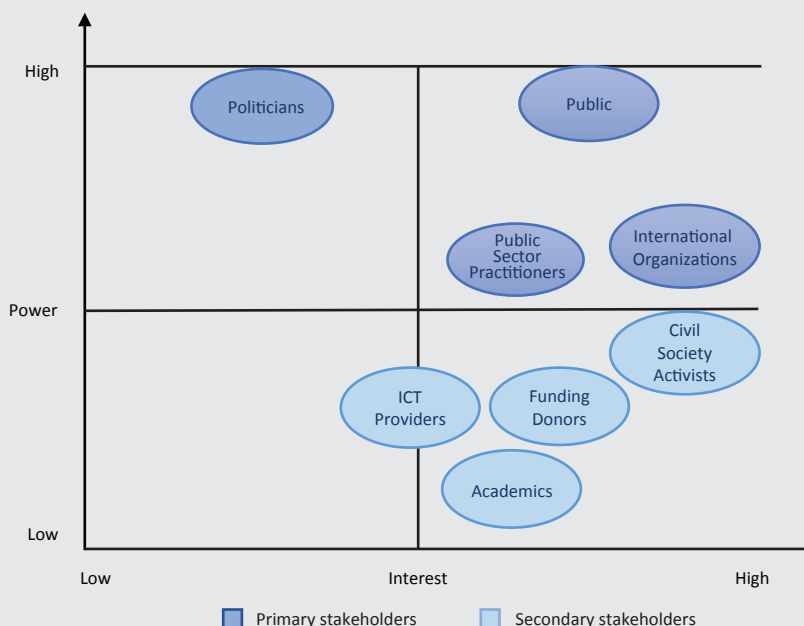 High
Politicians
Public
Public
Sector
Practitioners
International
Organizations
Power
Civil
Society
Activists
ICT
Providers
Funding
Donors
Academics
Low
Low
Interest
High
Primary stakeholders
Secondary stakeholders